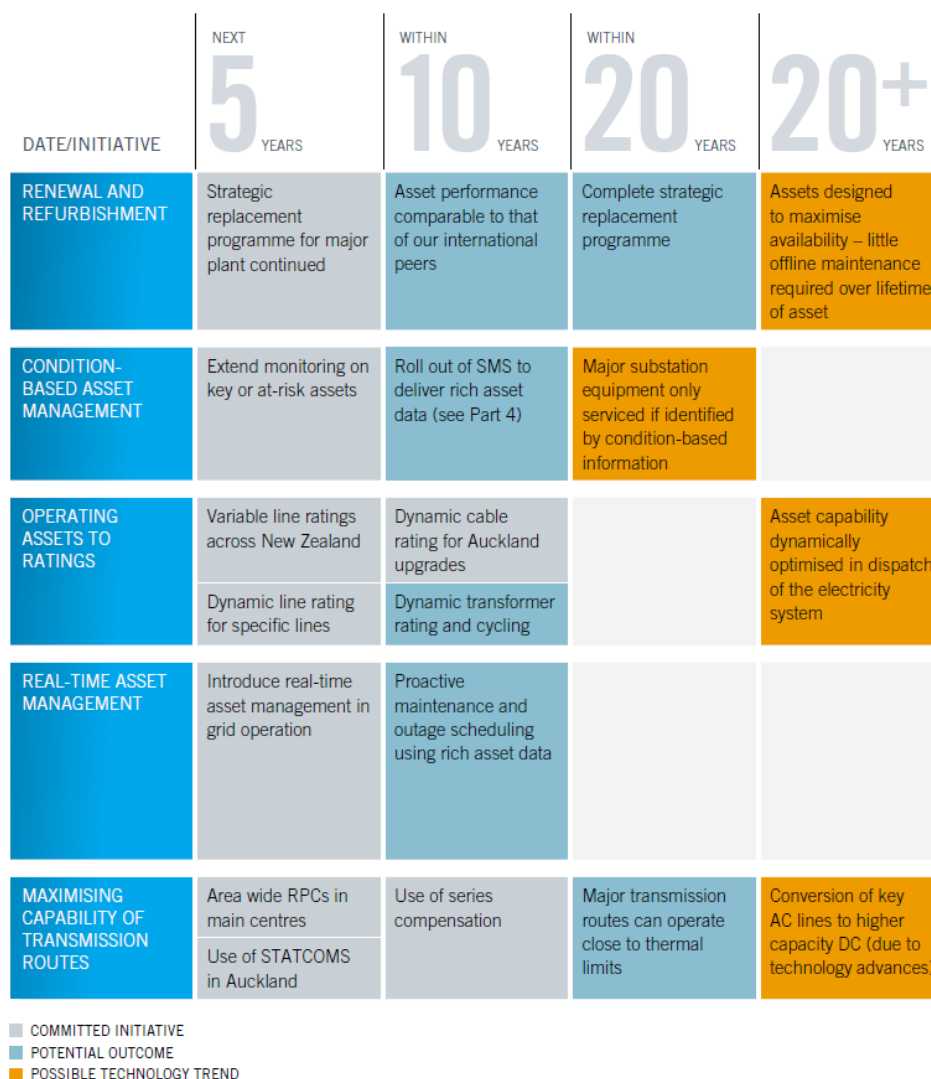 NEXT
5
YEARS
WITHIN
10
YEARS
WITHIN
20
YEARS
20+
YEARS
DATE/INITIATIVE
RENEWAL AND
REFURBISHMENT
Strategic
replacement
programme for major
plant continued
Asset performance
comparable to that
of our international
peers
Complete strategic
replacement
programme
Assets designed
to maximise
availability – little
offline maintenance
required over lifetime
of asset
CONDITION-
BASED ASSET
MANAGEMENT
Extend monitoring on
key or at-risk assets
Roll out of SMS to
deliver rich asset
data (see Part 4)
Major substation
equipment only
serviced if identified
by condition-based
information
OPERATING
ASSETS TO
RATINGS
Variable line ratings
across New Zealand
Dynamic line rating
for specific lines
Dynamic cable
rating for Auckland
upgrades
Dynamic transformer
rating and cycling
Asset capability
dynamically
optimised in dispatch
of the electricity
system
REAL-TIME ASSET
MANAGEMENT
Introduce real-time
asset management in
grid operation
Proactive
maintenance and
outage scheduling
using rich asset data
MAXIMISING
CAPABILITY OF
TRANSMISSION
ROUTES
Area wide RPCs in
main centres
Use of STATCOMS
in Auckland
Use of series
compensation
Major transmission
routes can operate
close to thermal
limits
Conversion of key
AC lines to higher
capacity DC (due to
technology advances)
COMMITTED INITIATIVE
POTENTIAL OUTCOME
POSSIBLE TECHNOLOGY TREND